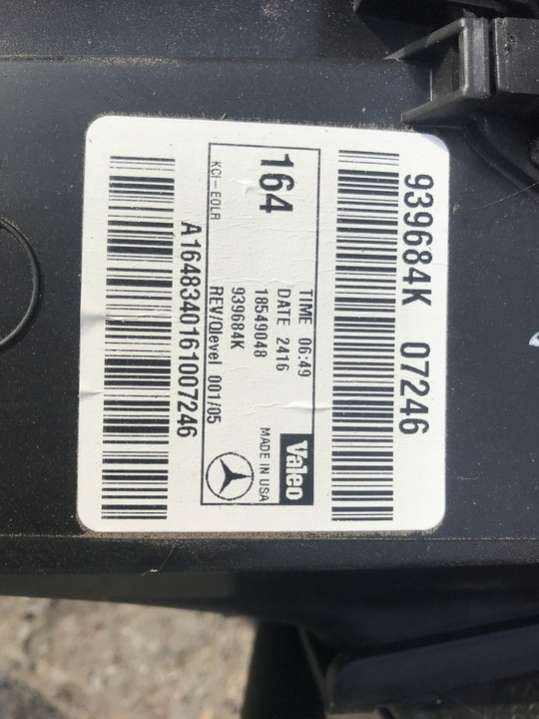 939684K 07246
164
TIME 06:49
DATE 2416
18549048
939684K
REV/Qlevel 001/05
KCI-EOLR
Valeo
MADE IN USA
A1648340161007246